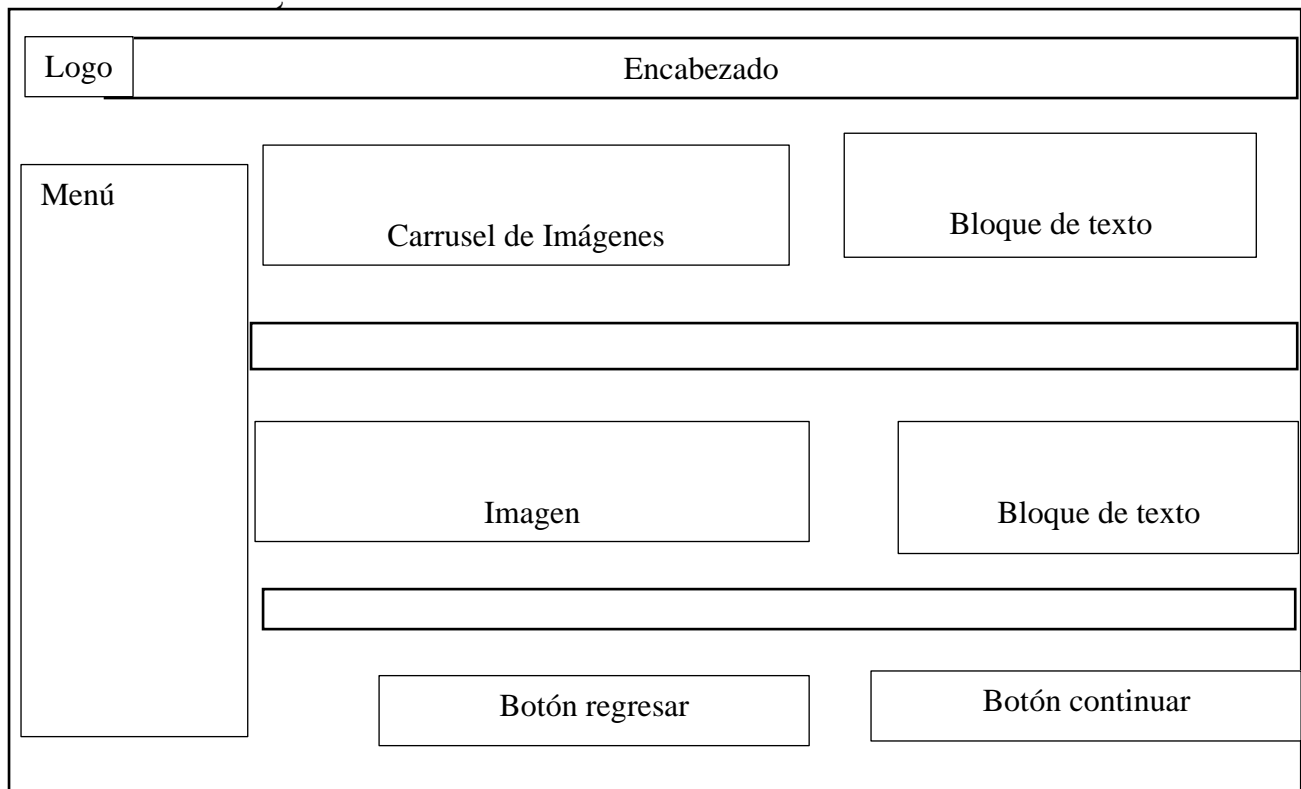 Logo
Encabezado
Menú
Carrusel de Imágenes
Bloque de texto
Imagen
Bloque de texto
Botón regresar
Botón continuar